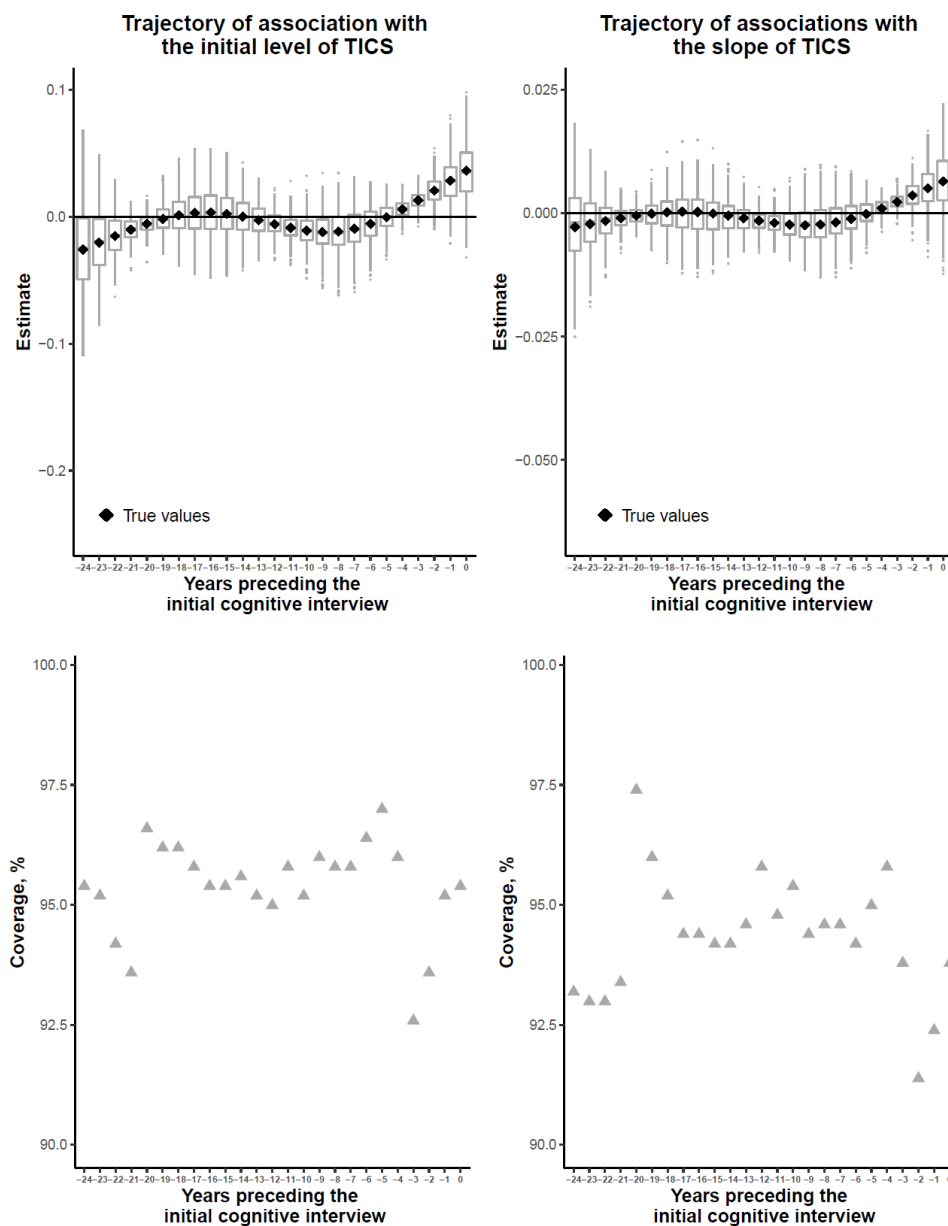 Trajectory of association with
the initial level of TICS
Trajectory of associations with
the slope of TICS
0.1
0.0
−0.1
−0.2
Estimate
True values
−24 −23 −22 −21 −20 −19 −18 −17 −16 −15 −14 −13 −12 −11 −10 −9 −8 −7 −6 −5 −4 −3 −2 −1 0
Years preceding the
initial cognitive interview
0.025
0.000
−0.025
−0.050
Estimate
True values
−24 −23 −22 −21 −20 −19 −18 −17 −16 −15 −14 −13 −12 −11 −10 −9 −8 −7 −6 −5 −4 −3 −2 −1 0
Years preceding the
initial cognitive interview
100.0
97.5
95.0
92.5
90.0
Coverage, %
−24 −23 −22 −21 −20 −19 −18 −17 −16 −15 −14 −13 −12 −11 −10 −9 −8 −7 −6 −5 −4 −3 −2 −1 0
Years preceding the
initial cognitive interview
100.0
97.5
95.0
92.5
90.0
Coverage, %
−24 −23 −22 −21 −20 −19 −18 −17 −16 −15 −14 −13 −12 −11 −10 −9 −8 −7 −6 −5 −4 −3 −2 −1 0
Years preceding the
initial cognitive interview